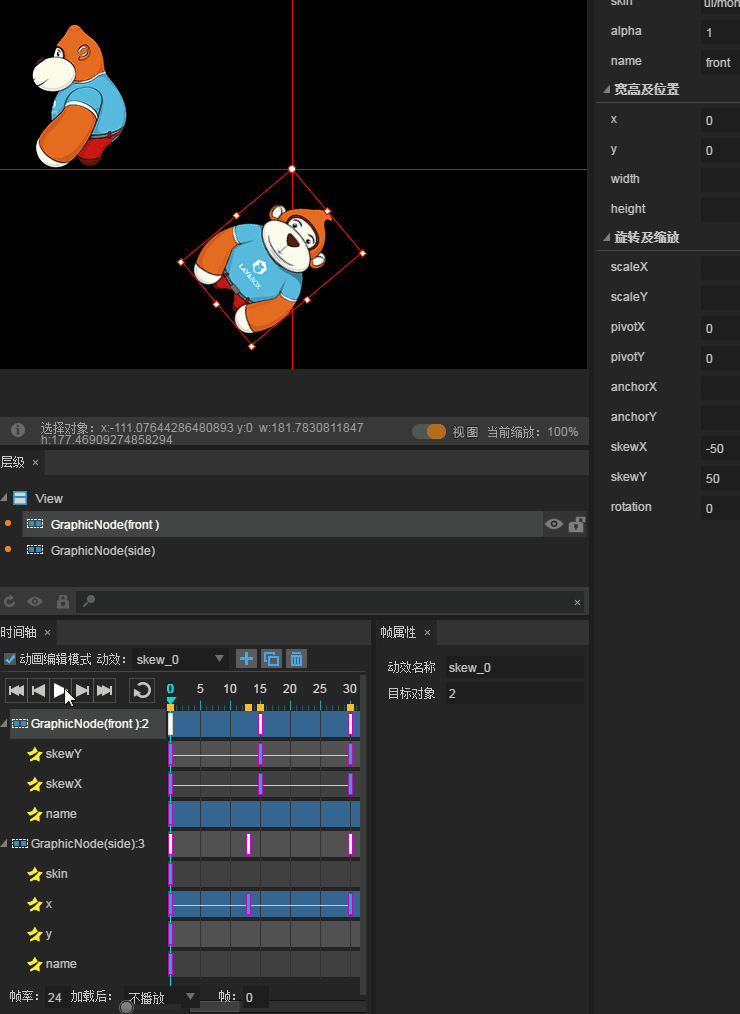 skin
ui/mon
alpha
1
name
front
宽高及位置
x
0
y
0
width
height
旋转及缩放
scaleX
scaleY
pivotX
0
pivotY
0
anchorX
anchorY
skewX
-50
skewY
50
rotation
0
LAYABOX
选择对象：x:-111.07644286480893 y:0 w:181.7830811847
h:177.46909274858294
视图 当前缩放：100%
层级 ×
View
GraphicNode(front )
GraphicNode(side)
×
时间轴 ×
帧属性 ×
动画编辑模式 动效： skew_0
动效名称 skew_0
目标对象 2
0 5 10 15 20 25 30
GraphicNode(front ):2
skewY
skewX
name
GraphicNode(side):3
skin
x
y
name
帧率： 24 加载后： 不播放 帧： 0